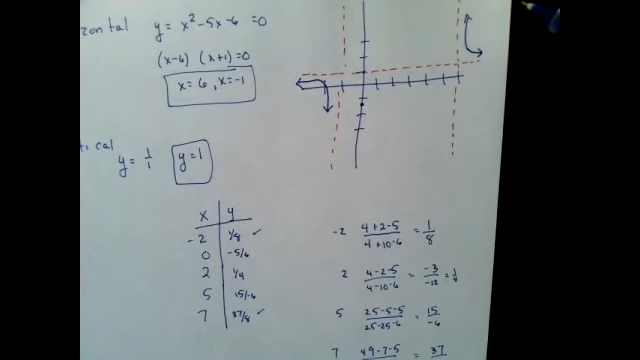 zontal y = x² -5x -6 = 0
(x-6) (x+1) = 0
x = 6, x = -1
tical
y = 1/1 y = 1
x y
-2 1/8 ✓
0 -5/6
2 1/4
5 15/-6
7 37/8 ✓
-2 4+2-5/4+10-6 = 1/8
2 4-2-5/4-10-6 = -3/-12 = 1/4
5 25-5-5/25-25-6 = 15/-6
7 49-7-5 = 37